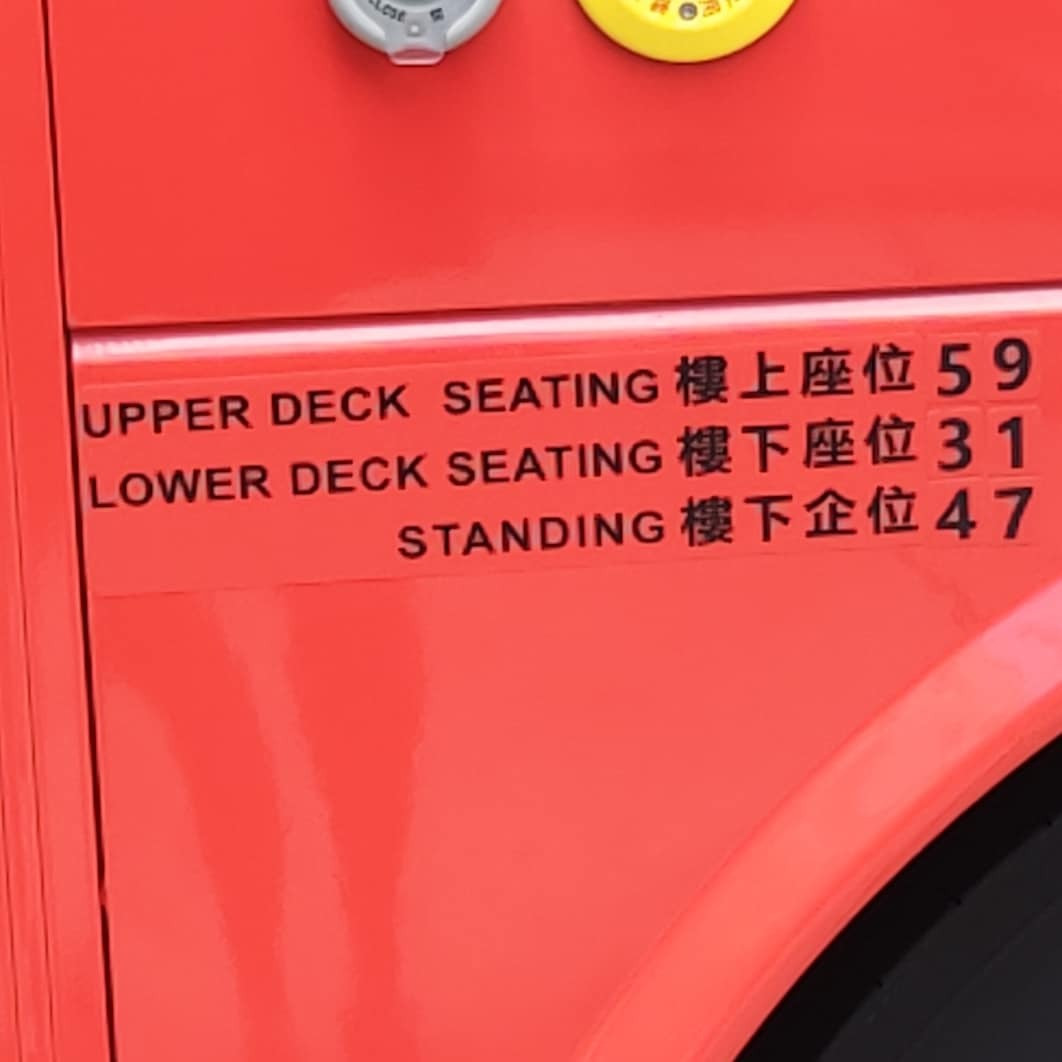 CLOSE
UPPER DECK SEATING 樓上座位 59
LOWER DECK SEATING 樓下座位 31
STANDING 樓下企位 47